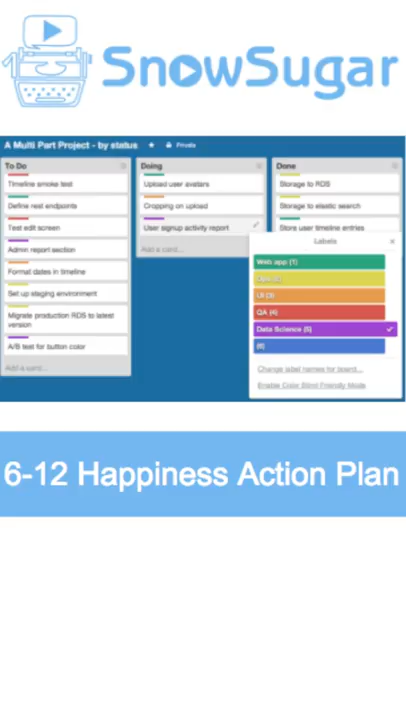 SnowSugar
A Multi Part Project - by status ★ Private
To Do
Timeline smoke test
Define rest endpoints
Test edit screen
Admin report section
Format dates in timeline
Set up staging environment
Migrate production RDS to latest
version
A/B test for button color
Add a card...
Doing
Upload user avatars
Cropping on upload
User signup activity report
Add a card...
Done
Storage to RDS
Storage to elastic search
Store user timeline entries
Labels
Web app (1)
UI (3)
QA (4)
Data Science (5)
(6)
Change label names for board...
Enable Color Blind Friendly Mode
6-12 Happiness Action Plan